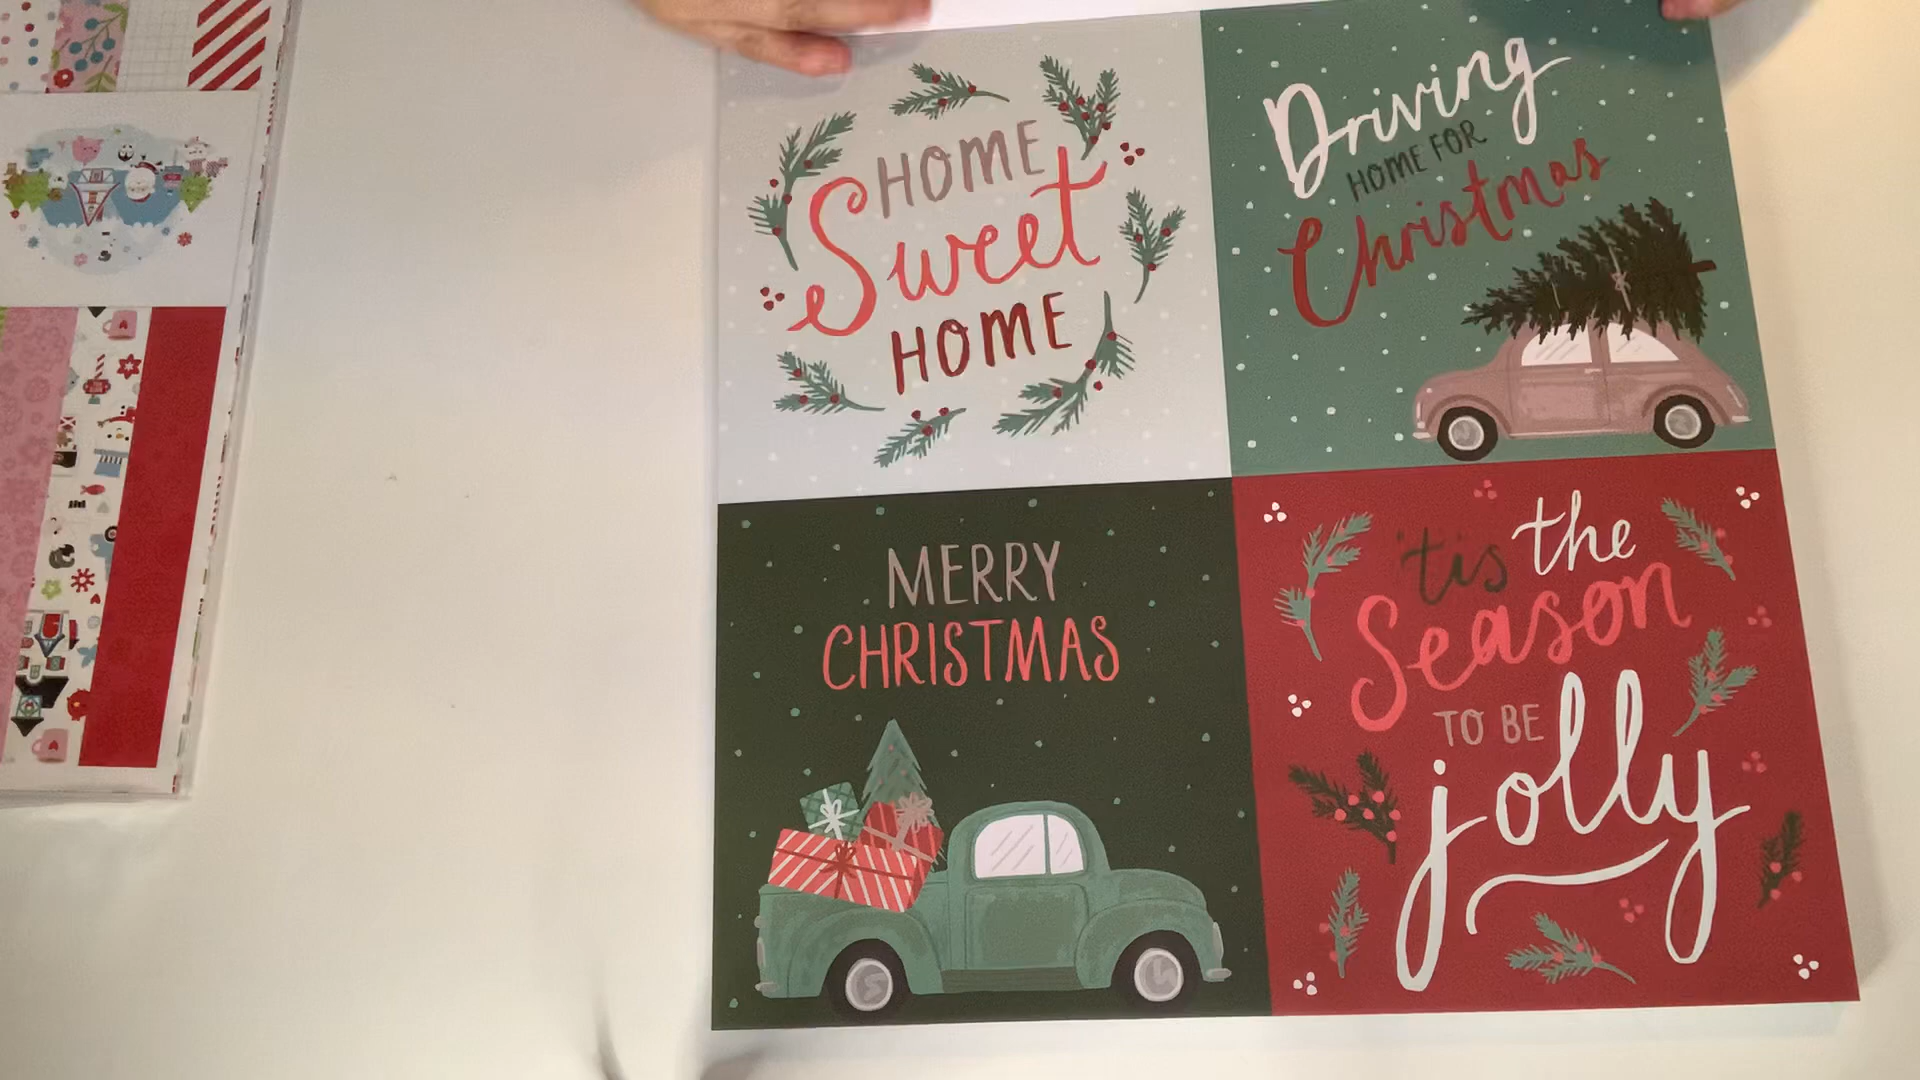 HOME
Sweet
HOME
Driving
HOME FOR
Christmas
MERRY
CHRISTMAS
'tis the
Season
TO BE
jolly